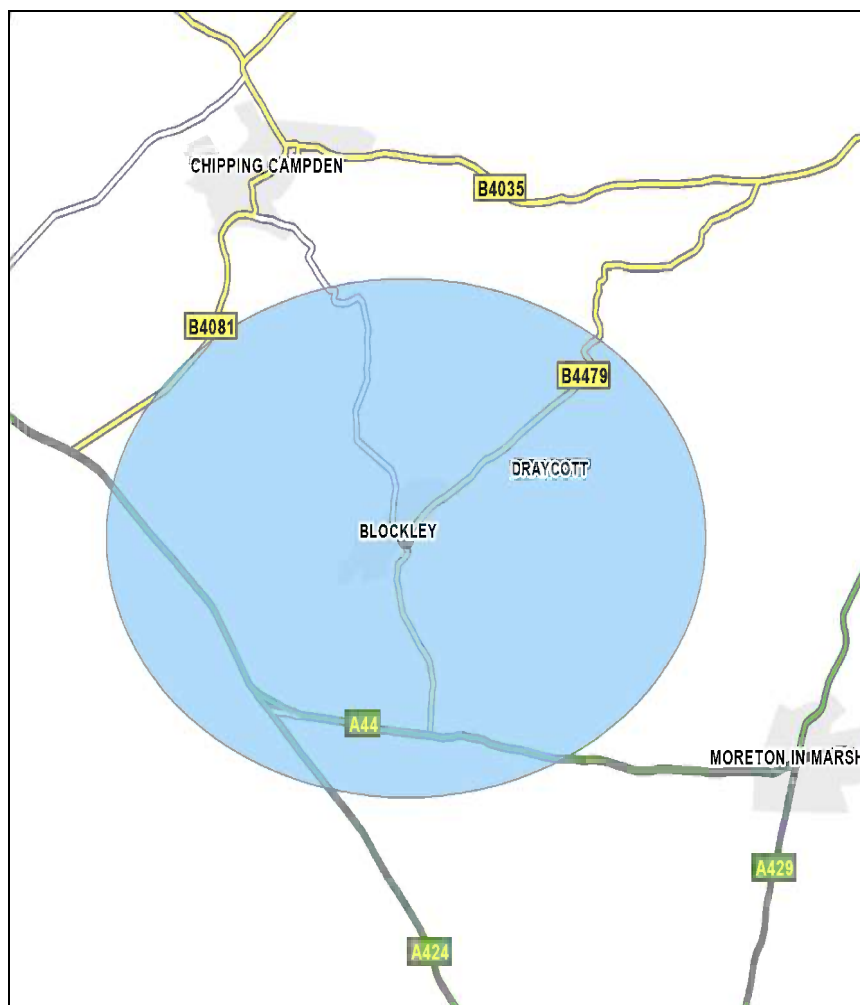 CHIPPING CAMPDEN
B4035
B4081
B4479
DRAYCOTT
BLOCKLEY
A44
MORETON IN MARSH
A429
A424